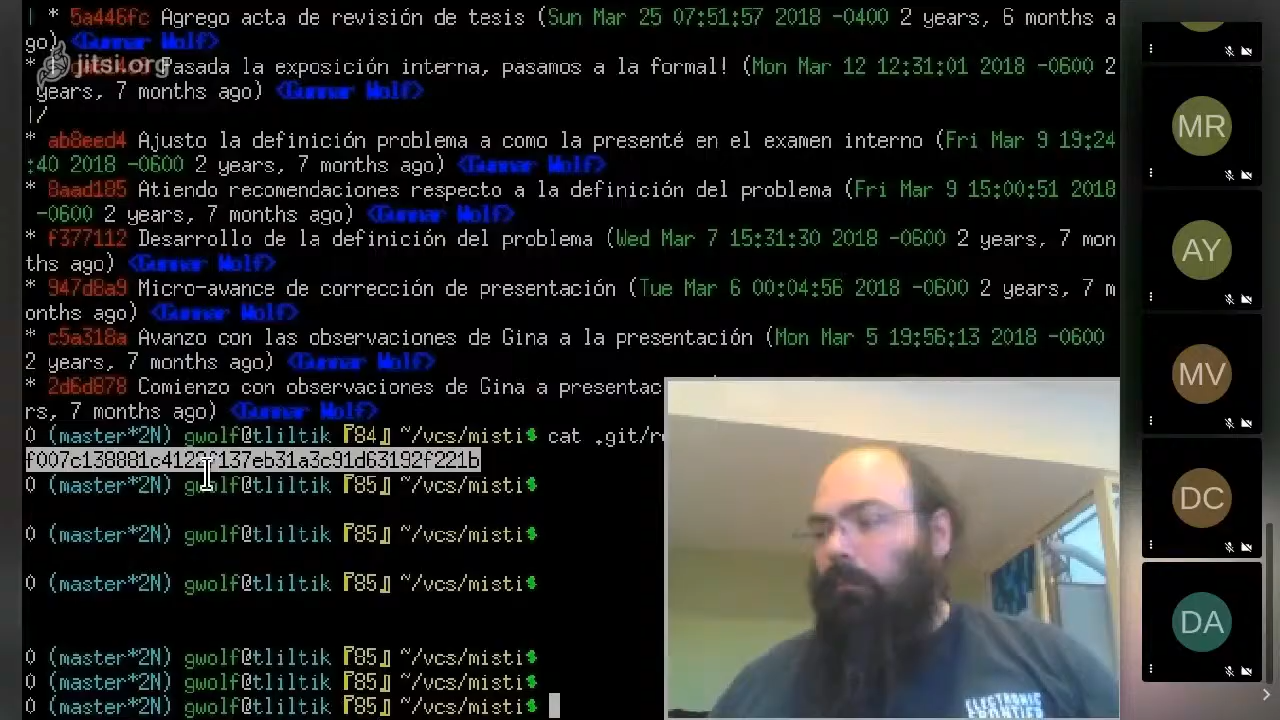 | * 5a446fc Agrego acta de revisión de tesis (Sun Mar 25 07:51:57 2018 -0400 2 years, 6 months a
go) <Gunnar Wolf>
jitsi.org
* Pasada la exposición interna, pasamos a la formal! (Mon Mar 12 12:31:01 2018 -0600 2
years, 7 months ago) <Gunnar Wolf>
|/
* ab8eed4 Ajusto la definición problema a como la presenté en el examen interno (Fri Mar 9 19:24
:40 2018 -0600 2 years, 7 months ago) <Gunnar Wolf>
* 8aad185 Atiendo recomendaciones respecto a la definición del problema (Fri Mar 9 15:00:51 2018
-0600 2 years, 7 months ago) <Gunnar Wolf>
* f377112 Desarrollo de la definición del problema (Wed Mar 7 15:31:30 2018 -0600 2 years, 7 mon
ths ago) <Gunnar Wolf>
* 947d8a9 Micro-avance de corrección de presentación (Tue Mar 6 00:04:56 2018 -0600 2 years, 7 m
onths ago) <Gunnar Wolf>
* c5a318a Avanzo con las observaciones de Gina a la presentación (Mon Mar 5 19:56:13 2018 -0600
2 years, 7 months ago) <Gunnar Wolf>
* 2d6d878 Comienzo con observaciones de Gina a presentac
rs, 7 months ago) <Gunnar Wolf>
0 (master*2N) gwolf@tliltik『84』~/vcs/misti$ cat .git/r
0 (master*2N) gwolf@tliltik『85』~/vcs/misti$
0 (master*2N) gwolf@tliltik『85』~/vcs/misti$
0 (master*2N) gwolf@tliltik『85』~/vcs/misti$
0 (master*2N) gwolf@tliltik『85』~/vcs/misti$
0 (master*2N) gwolf@tliltik『85』~/vcs/misti$
0 (master*2N) gwolf@tliltik『85』~/vcs/misti$
ELECTRONIC
FRONTIER
MR
AY
MV
DC
DA